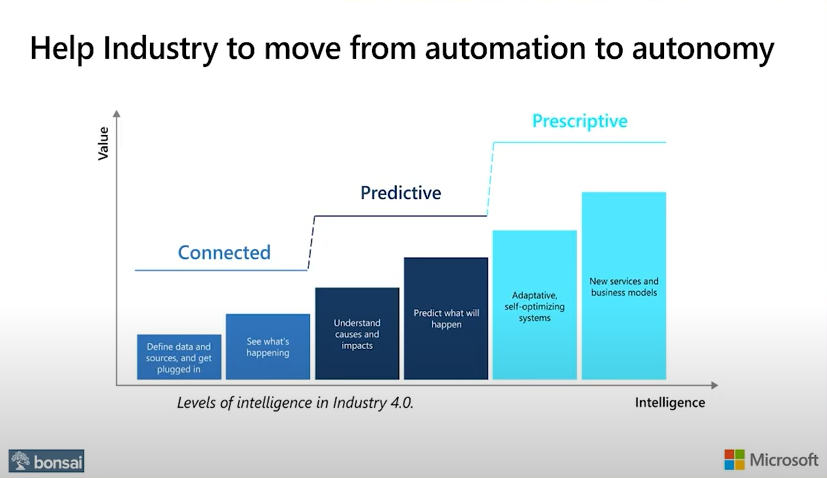 Help Industry to move from automation to autonomy
Value
Prescriptive
Predictive
Connected
Define data and
sources, and get
plugged in
See what's
happening
Understand
causes and
impacts
Predict what will
happen
Adaptative,
self-optimizing
systems
New services and
business models
Levels of intelligence in Industry 4.0.
Intelligence
bonsai
Microsoft